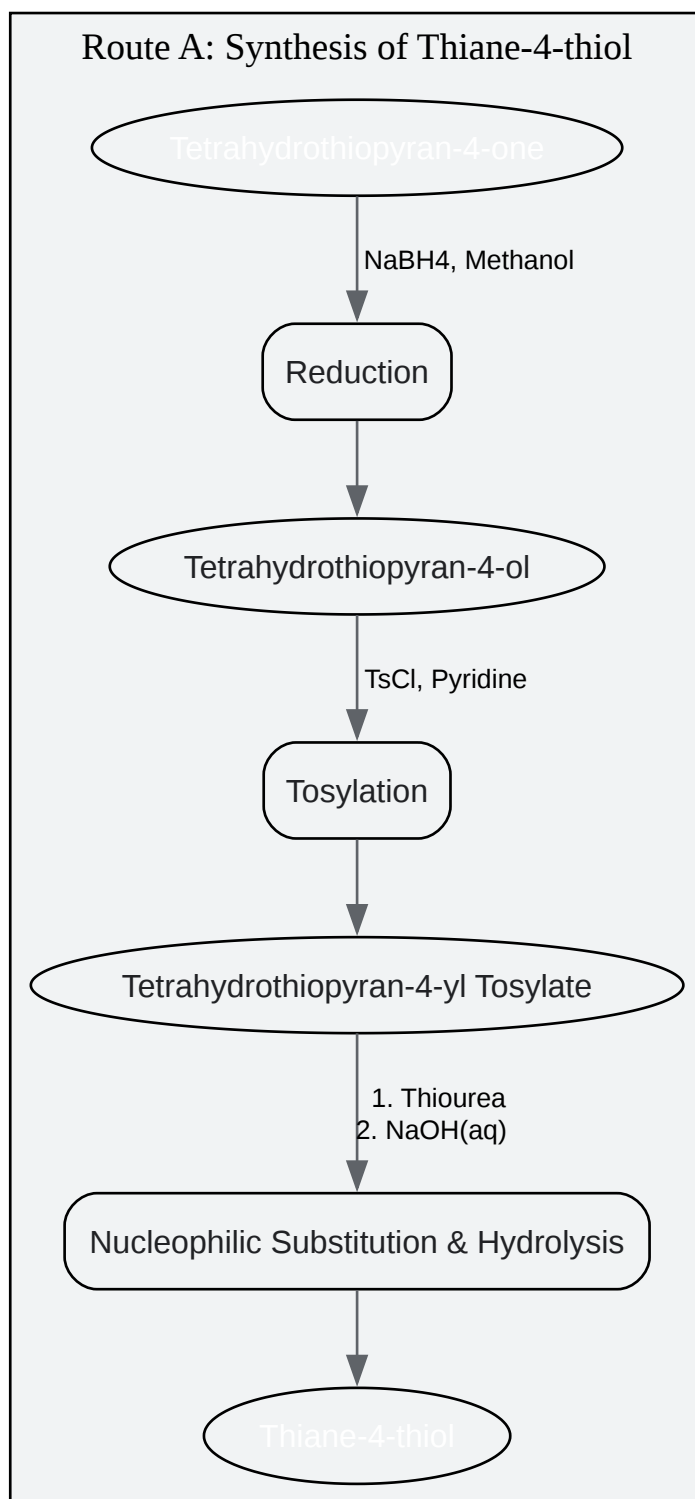 Route A: Synthesis of Thiane-4-thiol
Tetrahydrothiopyran-4-one
NaBH4, Methanol
Reduction
Tetrahydrothiopyran-4-ol
TsCl, Pyridine
Tosylation
Tetrahydrothiopyran-4-yl Tosylate
1. Thiourea
2. NaOH(aq)
Nucleophilic Substitution & Hydrolysis
Thiane-4-thiol